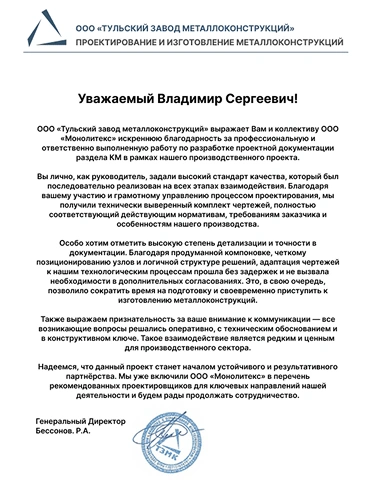 ООО «ТУЛЬСКИЙ ЗАВОД МЕТАЛЛОКОНСТРУКЦИЙ»
ПРОЕКТИРОВАНИЕ И ИЗГОТОВЛЕНИЕ МЕТАЛЛОКОНСТРУКЦИЙ
Уважаемый Владимир Сергеевич!
ООО «Тульский завод металлоконструкций» выражает Вам и коллективу ООО
«Монолитекс» искреннюю благодарность за профессиональную и
ответственно выполненную работу по разработке проектной документации
раздела КМ в рамках нашего производственного проекта.
Вы лично, как руководитель, задали высокий стандарт качества, который был
последовательно реализован на всех этапах взаимодействия. Благодаря
вашему участию и грамотному управлению процессом проектирования, мы
получили технически выверенный комплект чертежей, полностью
соответствующий действующим нормативам, требованиям заказчика и
особенностям нашего производства.
Особо хотим отметить высокую степень детализации и точности в
документации. Благодаря продуманной компоновке, четкому
позиционированию узлов и логичной структуре решений, адаптация чертежей
к нашим технологическим процессам прошла без задержек и не вызвала
необходимости в дополнительных согласованиях. Это, в свою очередь,
позволило сократить время на подготовку и своевременно приступить к
изготовлению металлоконструкций.
Также выражаем признательность за ваше внимание к коммуникации — все
возникающие вопросы решались оперативно, с техническим обоснованием и
в конструктивном ключе. Такое взаимодействие является редким и ценным
для производственного сектора.
Надеемся, что данный проект станет началом устойчивого и результативного
партнёрства. Мы уже включили ООО «Монолитекс» в перечень
рекомендованных проектировщиков для ключевых направлений нашей
деятельности и будем рады продолжать сотрудничество.
Генеральный Директор
Бессонов. Р.А.
ТЗМК